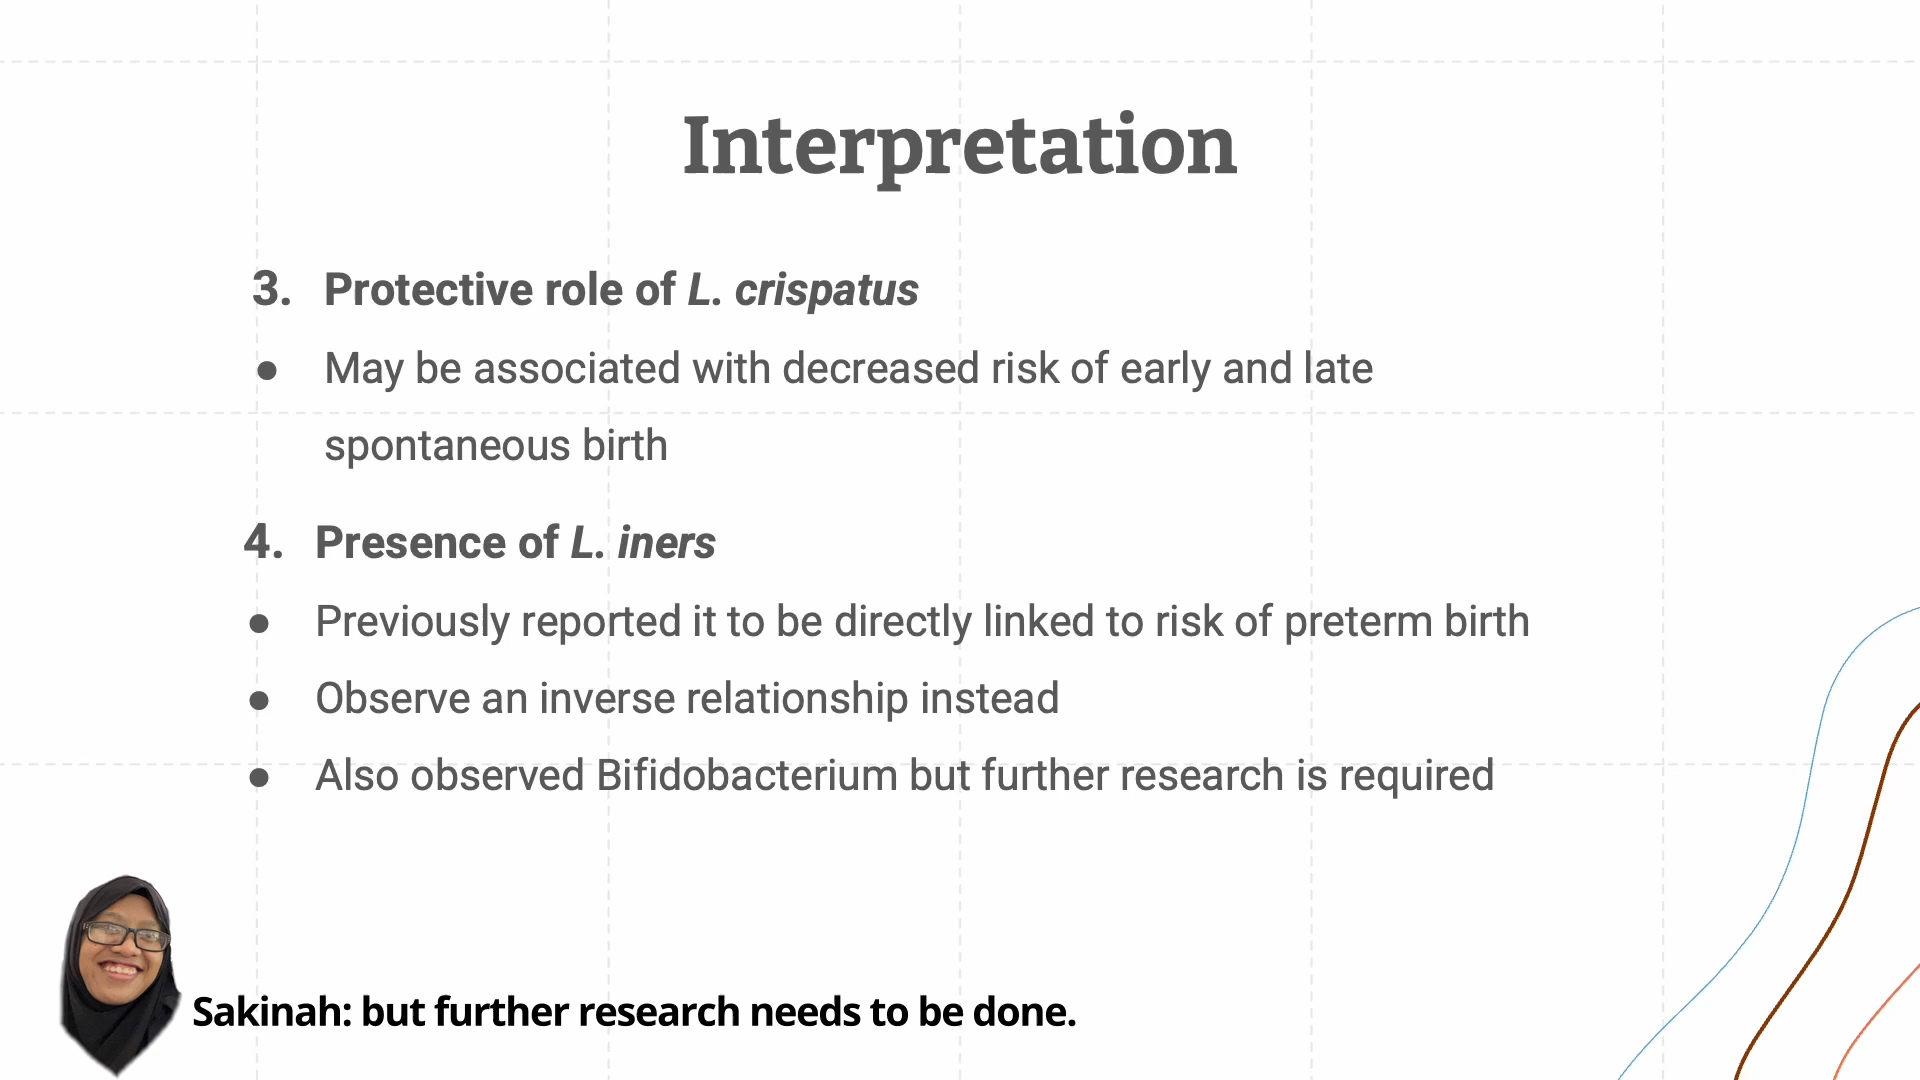 Interpretation
3. Protective role of L. crispatus
● May be associated with decreased risk of early and late
spontaneous birth
4. Presence of L. iners
● Previously reported it to be directly linked to risk of preterm birth
● Observe an inverse relationship instead
● Also observed Bifidobacterium but further research is required
Sakinah: but further research needs to be done.